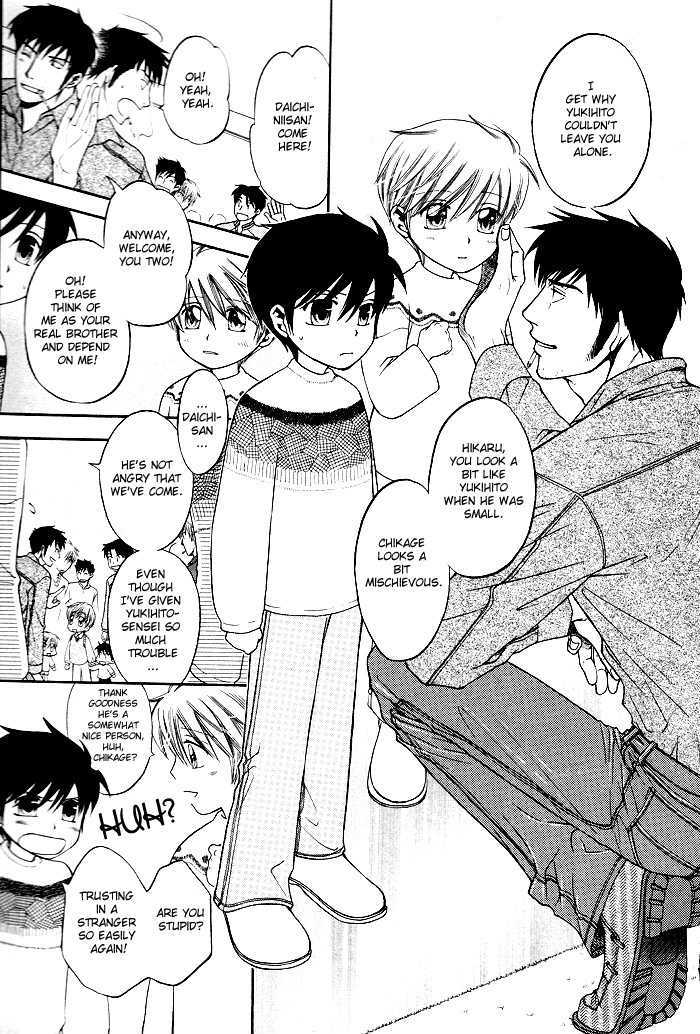 I
GET WHY
YUKIHITO
COULDN'T
LEAVE YOU
ALONE.
HIKARU,
YOU LOOK A
BIT LIKE
YUKIHITO
WHEN HE WAS
SMALL.
CHIKAGE
LOOKS A
BIT
MISCHIEVOUS.
DAICHI-
NIISAN!
COME
HERE!
OH!
YEAH,
YEAH.
ANYWAY,
WELCOME,
YOU TWO!
OH!
PLEASE
THINK OF
ME AS YOUR
REAL BROTHER
AND DEPEND
ON ME!
...
DAICHI-
SAN
...
HE'S NOT
ANGRY THAT
WE'VE COME.
EVEN
THOUGH
I'VE GIVEN
YUKIHITO-
SENSEI SO
MUCH
TROUBLE
...
THANK
GOODNESS
HE'S A
SOMEWHAT
NICE PERSON,
HUH,
CHIKAGE?
HUH?
ARE YOU
STUPID?
TRUSTING
IN A
STRANGER
SO EASILY
AGAIN!